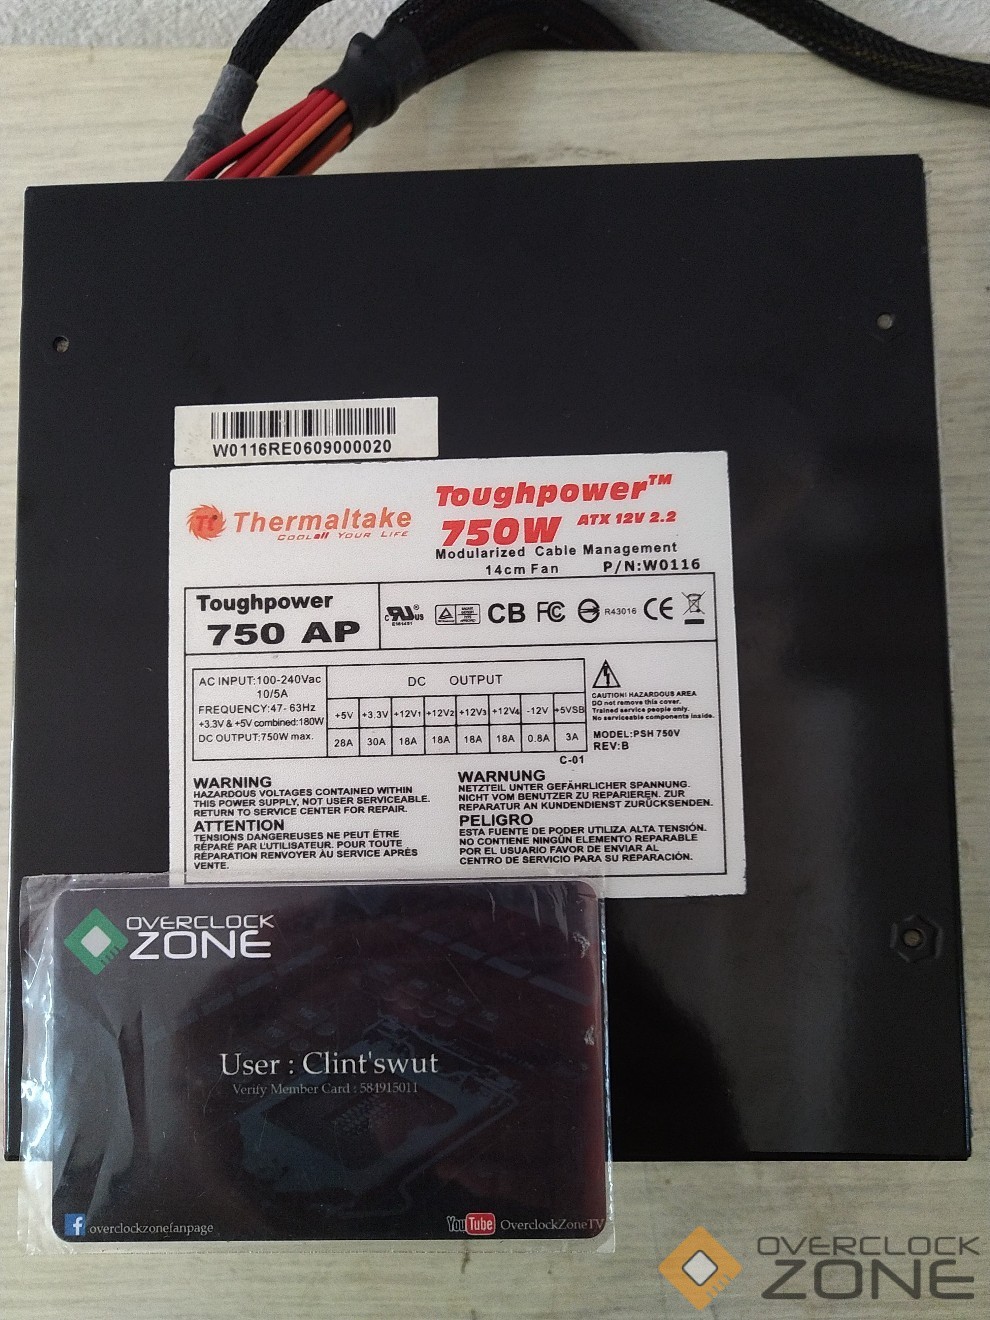 W0116RE0609000020
Tt Thermaltake
COOL all YOUR LIFE
Toughpower™
750W ATX 12V 2.2
Modularized Cable Management
14cm Fan P/N:W0116
Toughpower
750 AP
c RU® US
CB FC R43016 CE
AC INPUT:100-240Vac
10/5A
FREQUENCY:47- 63Hz
+3.3V & +5V combined:180W
DC OUTPUT:750W max.
DC OUTPUT
+5V +3.3V +12V1 +12V2 +12V3 +12V4 -12V +5VSB
28A 30A 18A 18A 18A 18A 0.8A 3A
C-01
CAUTION! HAZARDOUS AREA
DO not remove this cover.
Trained service people only.
No serviceable components inside.
MODEL:PSH 750V
REV:B
WARNING
HAZARDOUS VOLTAGES CONTAINED WITHIN
THIS POWER SUPPLY, NOT USER SERVICEABLE.
RETURN TO SERVICE CENTER FOR REPAIR.
ATTENTION
TENSIONS DANGEREUSES NE PEUT ÊTRE
RÉPARÉ PAR L'UTILISATEUR. POUR TOUTE
RÉPARATION RENVOYER AU SERVICE APRÈS
VENTE.
WARNUNG
NETZTEIL UNTER GEFÄHRLICHER SPANNUNG.
NICHT VOM BENUTZER ZU REPARIEREN. ZUR
REPARATUR AN KUNDENDIENST ZURÜCKSENDEN.
PELIGRO
ESTA FUENTE DE PODER UTILIZA ALTA TENSIÓN.
NO CONTIENE NINGÚN ELEMENTO REPARABLE
POR EL USUARIO FAVOR DE ENVIAR AL
CENTRO DE SERVICIO PARA SU REPARACIÓN.
OVERCLOCK
ZONE
User : Clint'swut
Verify Member Card : 584915011
f overclockzonefanpage
YouTube OverclockZoneTV
OVERCLOCK
ZONE